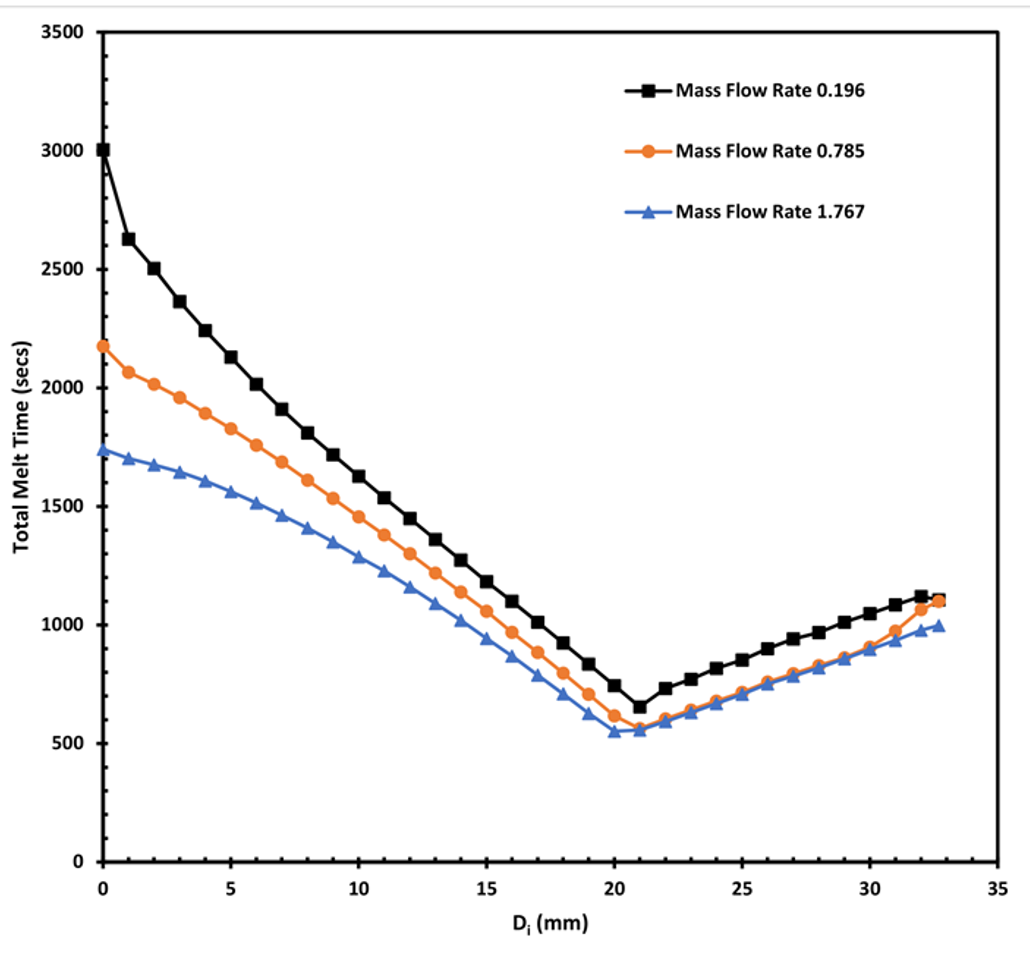 3500
3000
2500
2000
1500
1000
500
0
Total Melt Time (secs)
Mass Flow Rate 0.196
Mass Flow Rate 0.785
Mass Flow Rate 1.767
0 5 10 15 20 25 30 35
Di (mm)